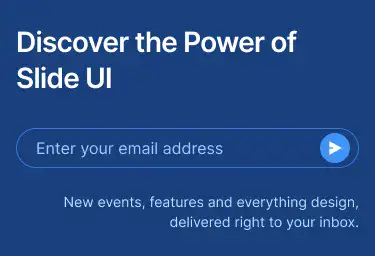 Discover the Power of
Slide UI
Enter your email address
New events, features and everything design,
delivered right to your inbox.